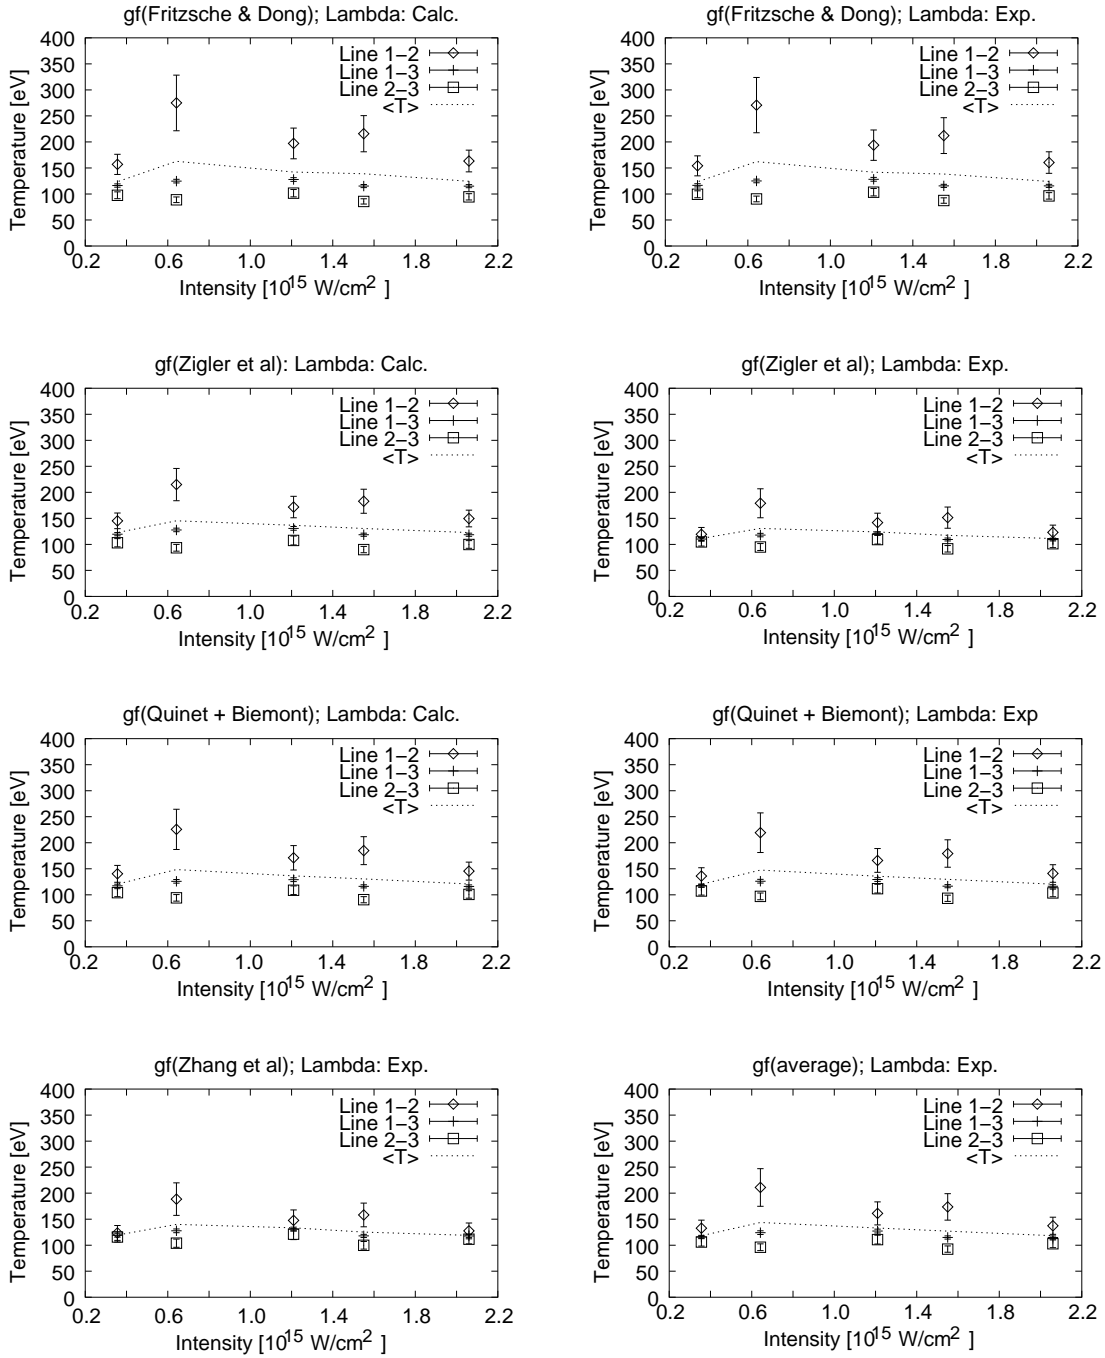 gf(Fritzsche & Dong); Lambda: Calc.
Temperature [eV]
400
350
300
250
200
150
100
50
0
Line 1−2
Line 1−3
Line 2−3
<T>
0.2 0.6 1.0 1.4 1.8 2.2
Intensity [10^15 W/cm^2 ]
gf(Fritzsche & Dong); Lambda: Exp.
Temperature [eV]
400
350
300
250
200
150
100
50
0
Line 1−2
Line 1−3
Line 2−3
<T>
0.2 0.6 1.0 1.4 1.8 2.2
Intensity [10^15 W/cm^2 ]
gf(Zigler et al): Lambda: Calc.
Temperature [eV]
400
350
300
250
200
150
100
50
0
Line 1−2
Line 1−3
Line 2−3
<T>
0.2 0.6 1.0 1.4 1.8 2.2
Intensity [10^15 W/cm^2 ]
gf(Zigler et al); Lambda: Exp.
Temperature [eV]
400
350
300
250
200
150
100
50
0
Line 1−2
Line 1−3
Line 2−3
<T>
0.2 0.6 1.0 1.4 1.8 2.2
Intensity [10^15 W/cm^2 ]
gf(Quinet + Biemont); Lambda: Calc.
Temperature [eV]
400
350
300
250
200
150
100
50
0
Line 1−2
Line 1−3
Line 2−3
<T>
0.2 0.6 1.0 1.4 1.8 2.2
Intensity [10^15 W/cm^2 ]
gf(Quinet + Biemont); Lambda: Exp
Temperature [eV]
400
350
300
250
200
150
100
50
0
Line 1−2
Line 1−3
Line 2−3
<T>
0.2 0.6 1.0 1.4 1.8 2.2
Intensity [10^15 W/cm^2 ]
gf(Zhang et al); Lambda: Exp.
Temperature [eV]
400
350
300
250
200
150
100
50
0
Line 1−2
Line 1−3
Line 2−3
<T>
0.2 0.6 1.0 1.4 1.8 2.2
Intensity [10^15 W/cm^2 ]
gf(average); Lambda: Exp.
Temperature [eV]
400
350
300
250
200
150
100
50
0
Line 1−2
Line 1−3
Line 2−3
<T>
0.2 0.6 1.0 1.4 1.8 2.2
Intensity [10^15 W/cm^2 ]